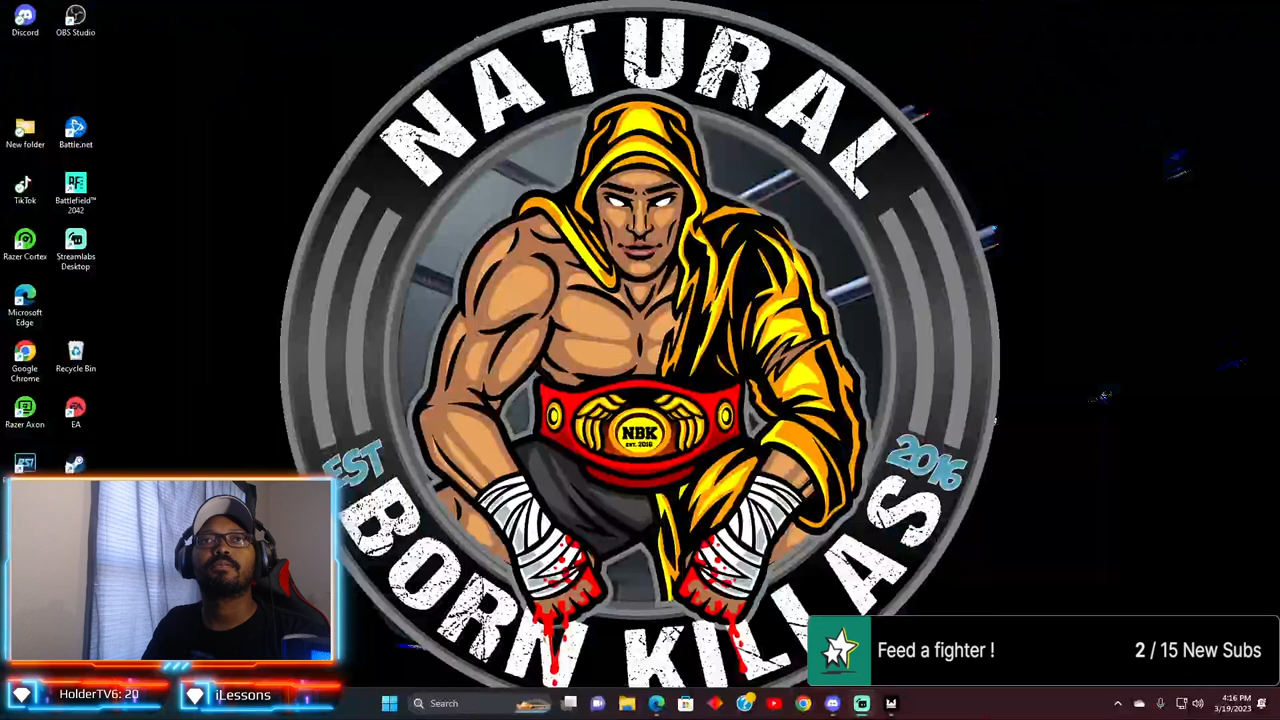 Discord
OBS Studio
New folder
Battle.net
TikTok
Battlefield™
2042
Razer Cortex
Streamlabs
Desktop
Microsoft
Edge
Google
Chrome
Recycle Bin
Razer Axon
EA
NATURAL
BORN KILLAS
EST
2016
NBK
EST. 2016
Feed a fighter !
2 / 15 New Subs
HolderTV6: 20
iLessons
Search
4:16 PM
3/19/2023